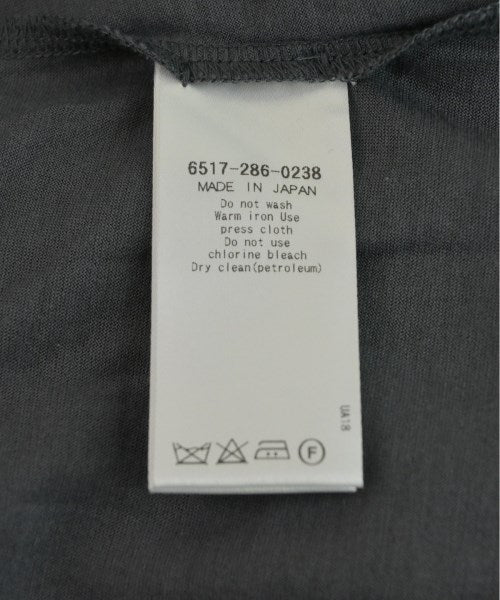 6517-286-0238
MADE IN JAPAN
Do not wash
Warm iron Use
press cloth
Do not use
chlorine bleach
Dry clean(petroleum)
UA18
F